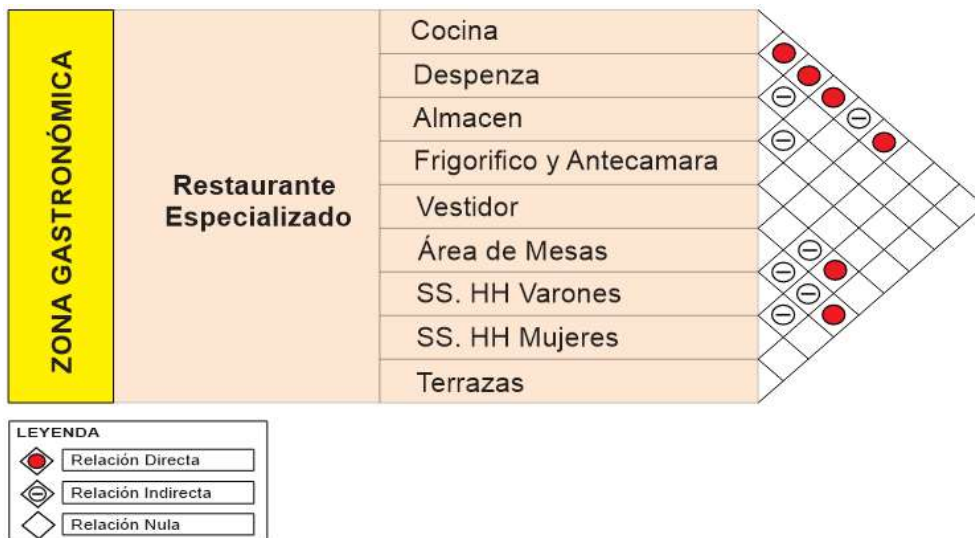 ZONA GASTRONÓMICA
Restaurante
Especializado
Cocina
Despenza
Almacen
Frigorifico y Antecamara
Vestidor
Área de Mesas
SS. HH Varones
SS. HH Mujeres
Terrazas
LEYENDA
Relación Directa
Relación Indirecta
Relación Nula